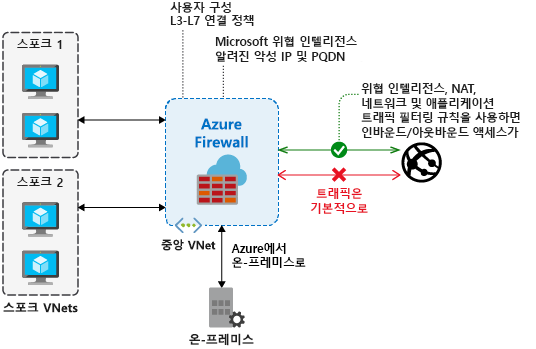 사용자 구성
L3-L7 연결 정책
스포크 1
Microsoft 위협 인텔리전스
알려진 악성 IP 및 PQDN
위협 인텔리전스, NAT,
네트워크 및 애플리케이션
트래픽 필터링 규칙을 사용하면
인바운드/아웃바운드 액세스가
Azure
Firewall
트래픽은
기본적으로
스포크 2
중앙 VNet
Azure에서
온-프레미스로
스포크 VNets
온-프레미스